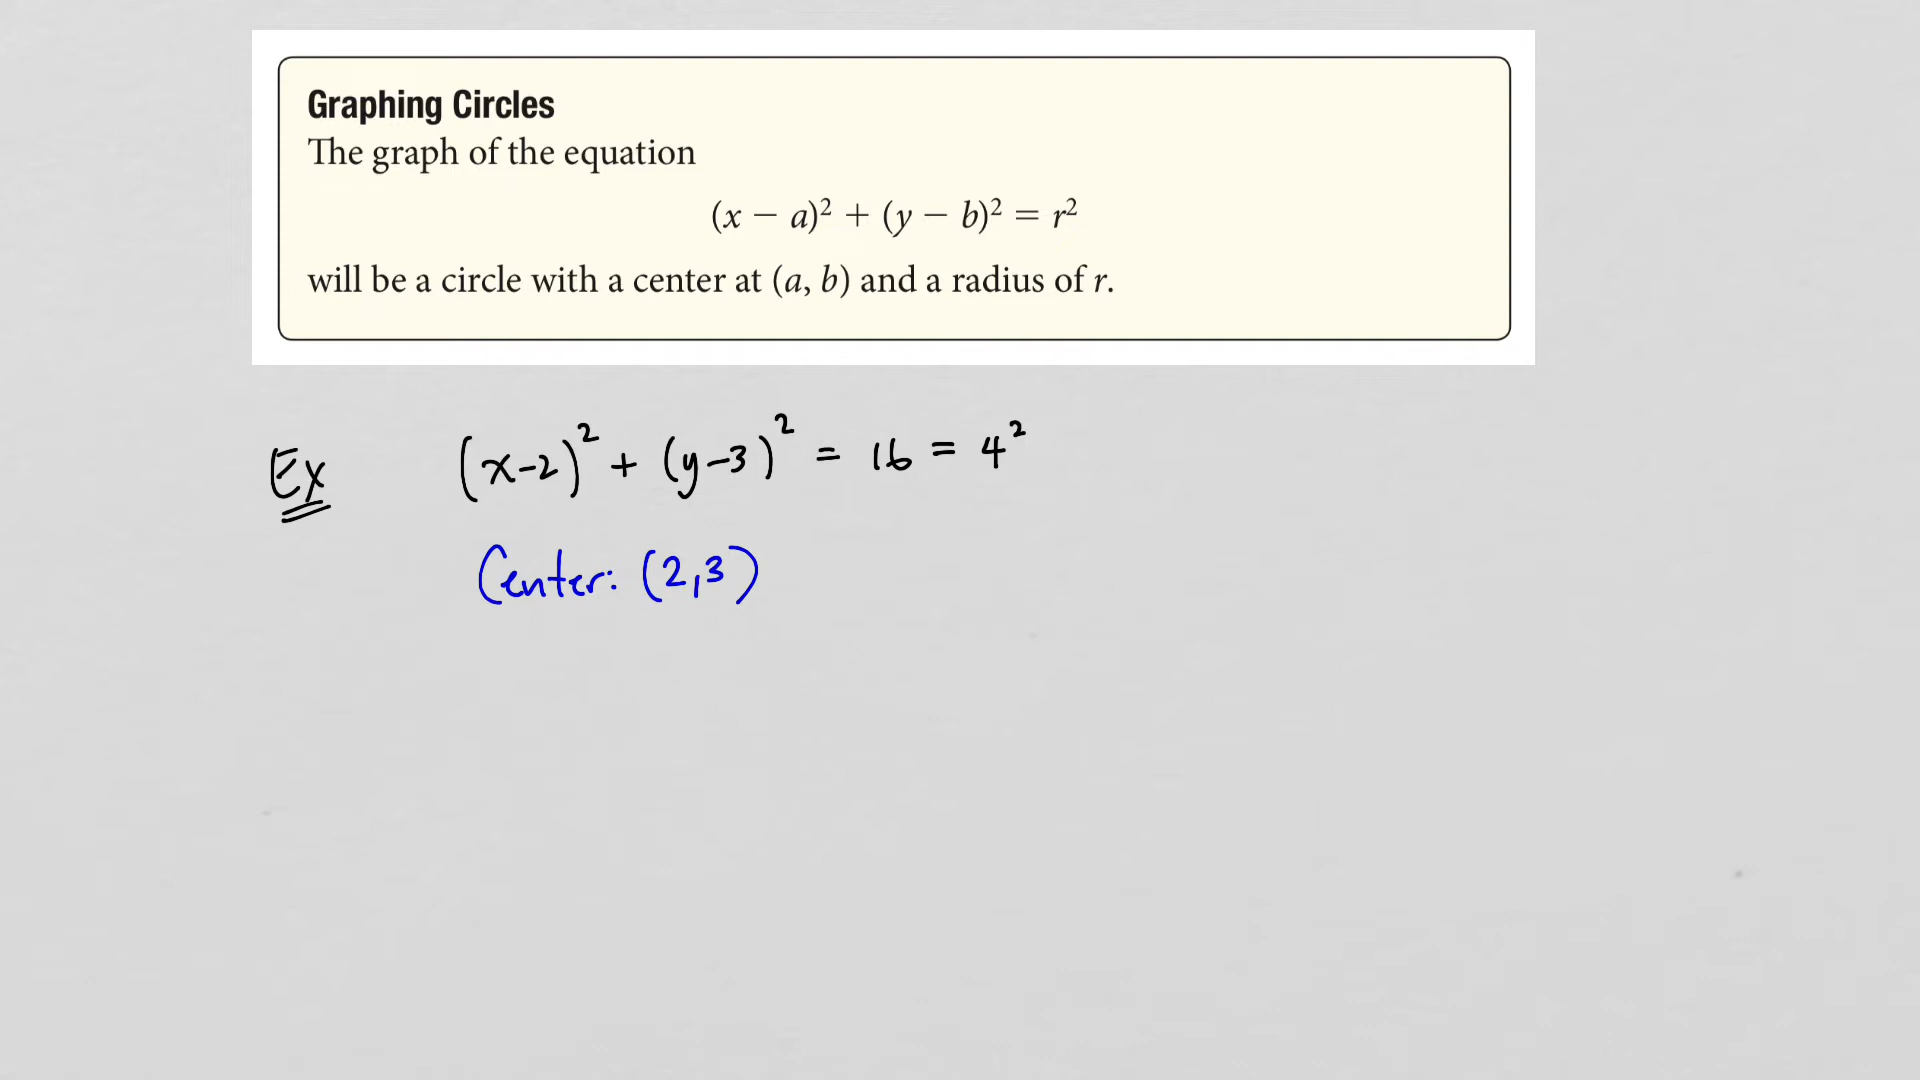 Graphing Circles
The graph of the equation
(x − a)² + (y − b)² = r²
will be a circle with a center at (a, b) and a radius of r.
Ex (x-2)² + (y-3)² = 16 = 4²
Center: (2,3)